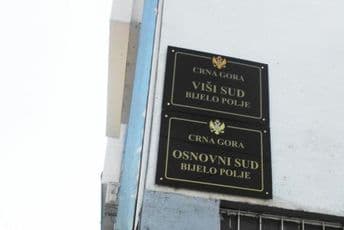 CRNA GORA
VIŠI SUD
BIJELO POLJE
CRNA GORA
OSNOVNI SUD
BIJELO POLJE